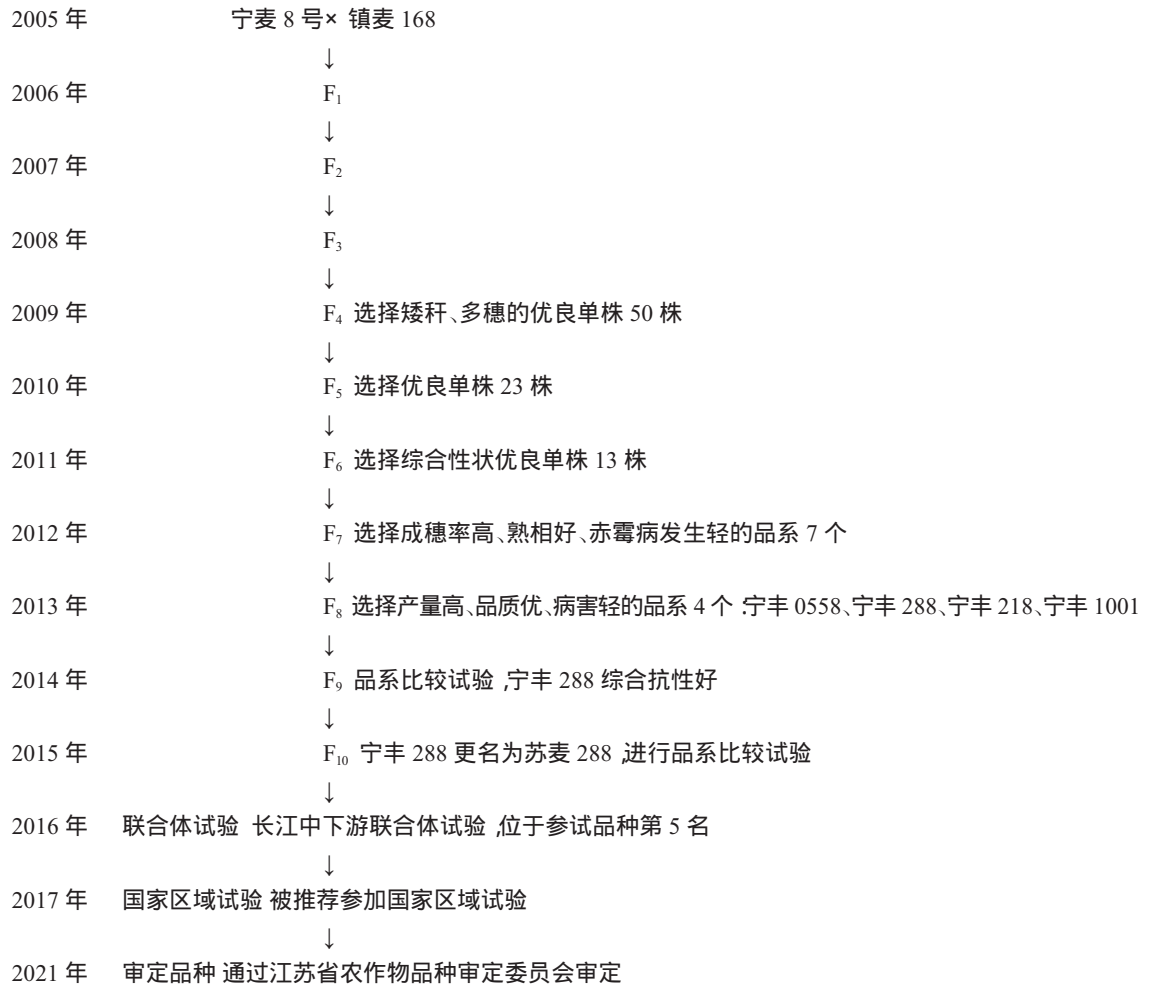 2005 年 宁麦 8 号× 镇麦 168
↓
2006 年 F₁
↓
2007 年 F₂
↓
2008 年 F₃
↓
2009 年 F₄ 选择矮秆、多穗的优良单株 50 株
↓
2010 年 F₅ 选择优良单株 23 株
↓
2011 年 F₆ 选择综合性状优良单株 13 株
↓
2012 年 F₇ 选择成穗率高、熟相好、赤霉病发生轻的品系 7 个
↓
2013 年 F₈ 选择产量高、品质优、病害轻的品系 4 个:宁丰 0558、宁丰 288、宁丰 218、宁丰 1001
↓
2014 年 F₉ 品系比较试验,宁丰 288 综合抗性好
↓
2015 年 F₁₀ 宁丰 288 更名为苏麦 288,进行品系比较试验
↓
2016 年 联合体试验 长江中下游联合体试验,位于参试品种第 5 名
↓
2017 年 国家区域试验 被推荐参加国家区域试验
↓
2021 年 审定品种 通过江苏省农作物品种审定委员会审定